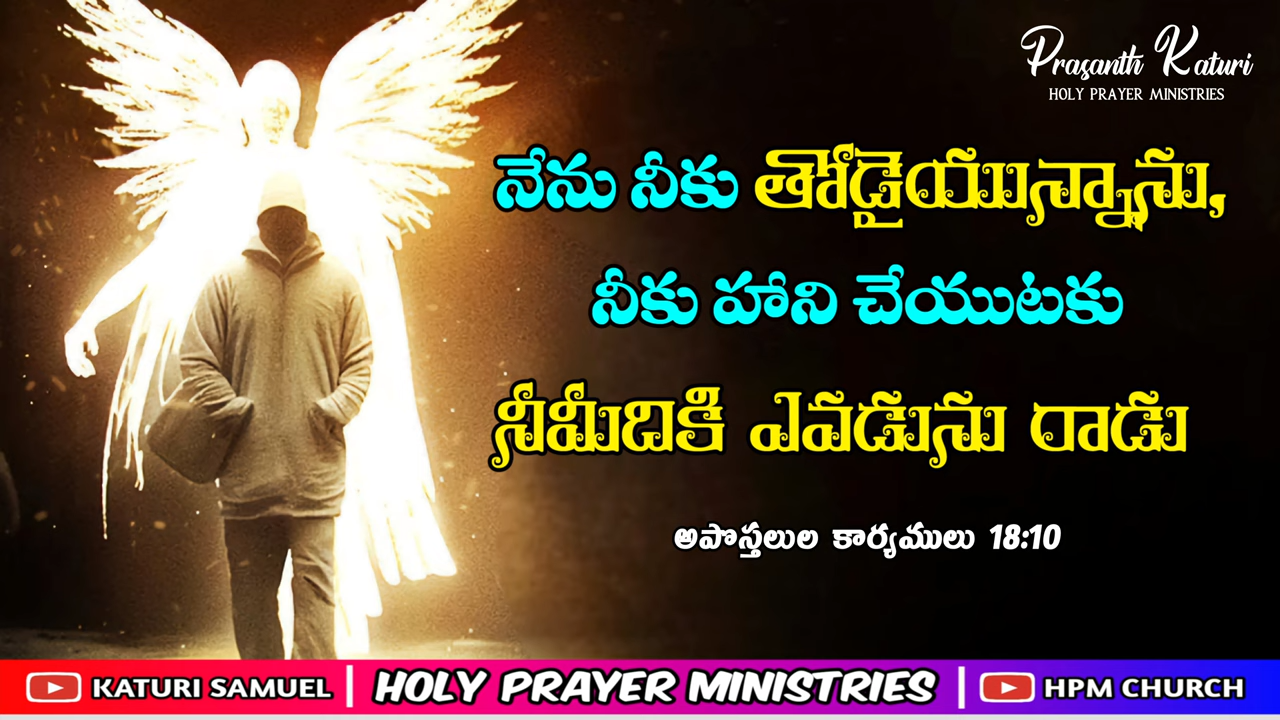 Prasanth Katuri
HOLY PRAYER MINISTRIES
నేను నీకు తోడైయున్నాను,
నీకు హాని చేయుటకు
నీమీదికి ఎవడును రాడు
అపొస్తలుల కార్యములు 18:10
KATURI SAMUEL | HOLY PRAYER MINISTRIES | HPM CHURCH